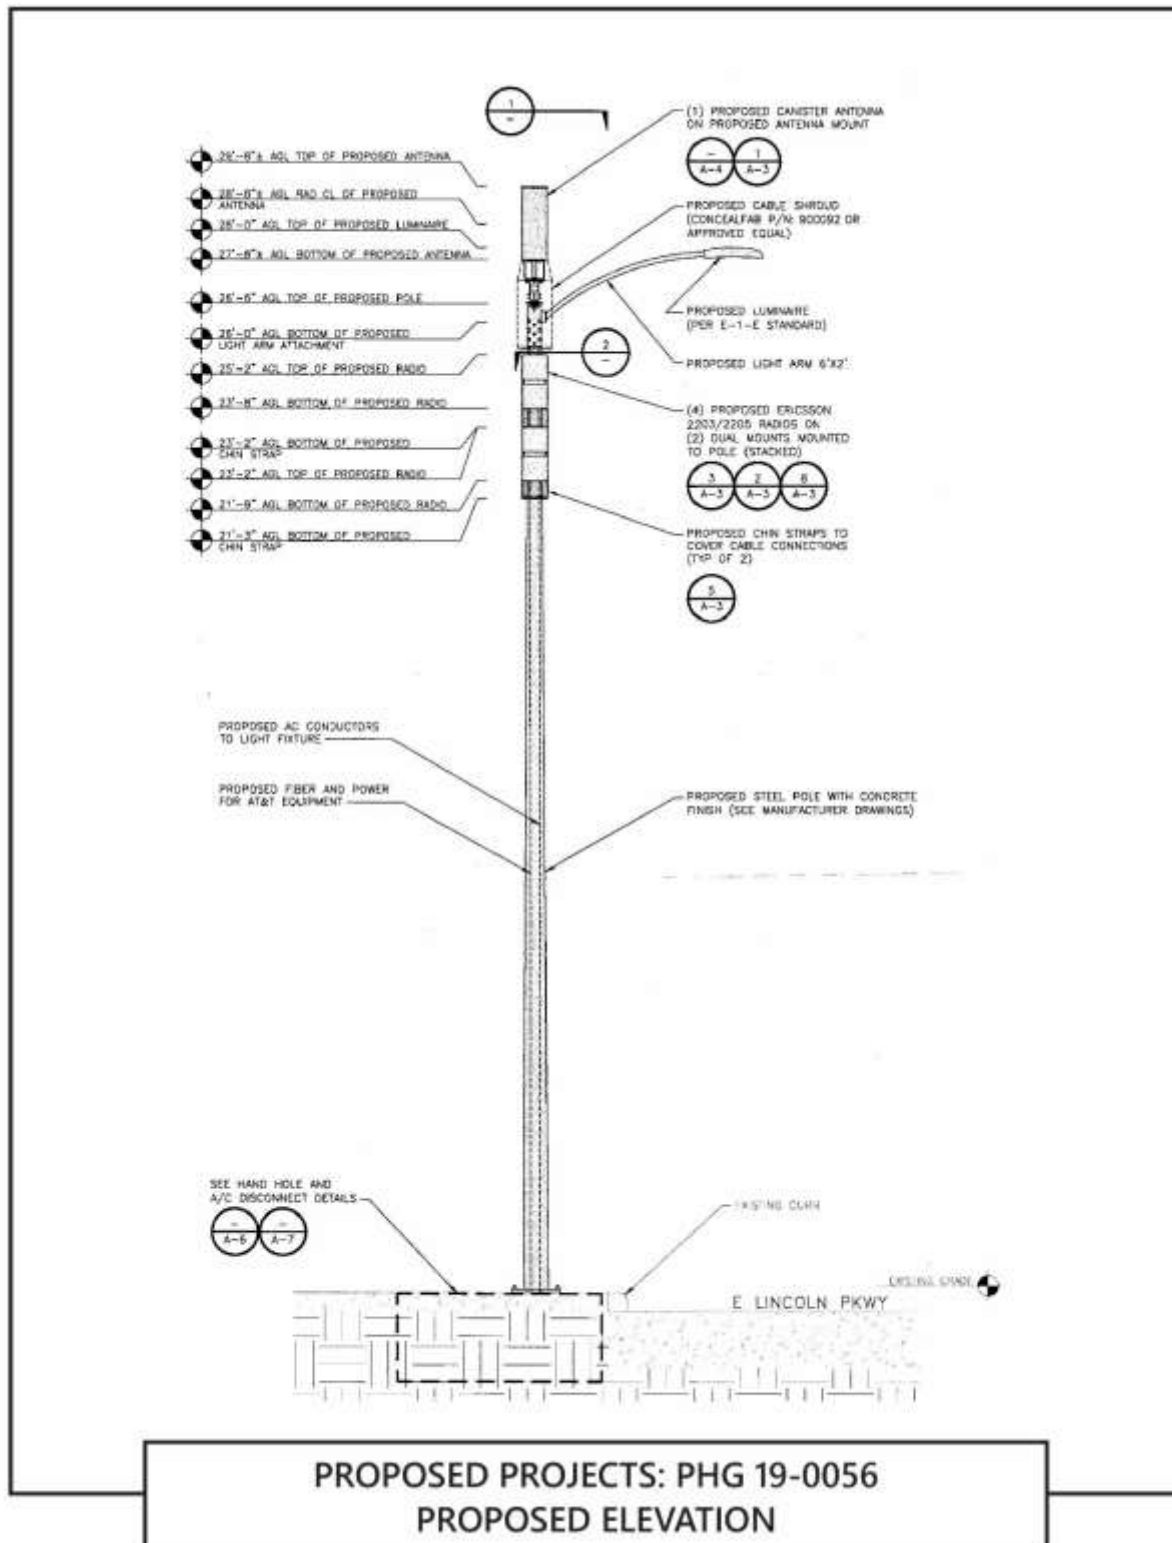 1
-
(1) PROPOSED CANISTER ANTENNA
ON PROPOSED ANTENNA MOUNT
-
A-4
1
A-3
29'-8"± AGL TOP OF PROPOSED ANTENNA
28'-8"± AGL RAD CL OF PROPOSED
ANTENNA
28'-0" AGL TOP OF PROPOSED LUMINAIRE
27'-8"± AGL BOTTOM OF PROPOSED ANTENNA
26'-6" AGL TOP OF PROPOSED POLE
26'-0" AGL BOTTOM OF PROPOSED
LIGHT ARM ATTACHMENT
25'-2" AGL TOP OF PROPOSED RADIO
23'-8" AGL BOTTOM OF PROPOSED RADIO
23'-2" AGL BOTTOM OF PROPOSED
CHIN STRAP
23'-2" AGL TOP OF PROPOSED RADIO
21'-9" AGL BOTTOM OF PROPOSED RADIO
21'-3" AGL BOTTOM OF PROPOSED
CHIN STRAP
PROPOSED CABLE SHROUD
(CONCEALFAB P/N: 900092 OR
APPROVED EQUAL)
PROPOSED LUMINAIRE
(PER E-1-E STANDARD)
2
-
PROPOSED LIGHT ARM 6'X2'
(4) PROPOSED ERICSSON
2203/2205 RADIOS ON
(2) DUAL MOUNTS MOUNTED
TO POLE (STACKED)
3
A-3
2
A-3
A-3
PROPOSED CHIN STRAPS TO
COVER CABLE CONNECTIONS
(TYP OF 2)
5
A-3
PROPOSED AC CONDUCTORS
TO LIGHT FIXTURE
PROPOSED FIBER AND POWER
FOR AT&T EQUIPMENT
PROPOSED STEEL POLE WITH CONCRETE
FINISH (SEE MANUFACTURER DRAWINGS)
SEE HAND HOLE AND
A/C DISCONNECT DETAILS
-
A-6
-
A-7
EXISTING CURB
EXISTING GRADE
E LINCOLN PKWY
PROPOSED PROJECTS: PHG 19-0056
PROPOSED ELEVATION